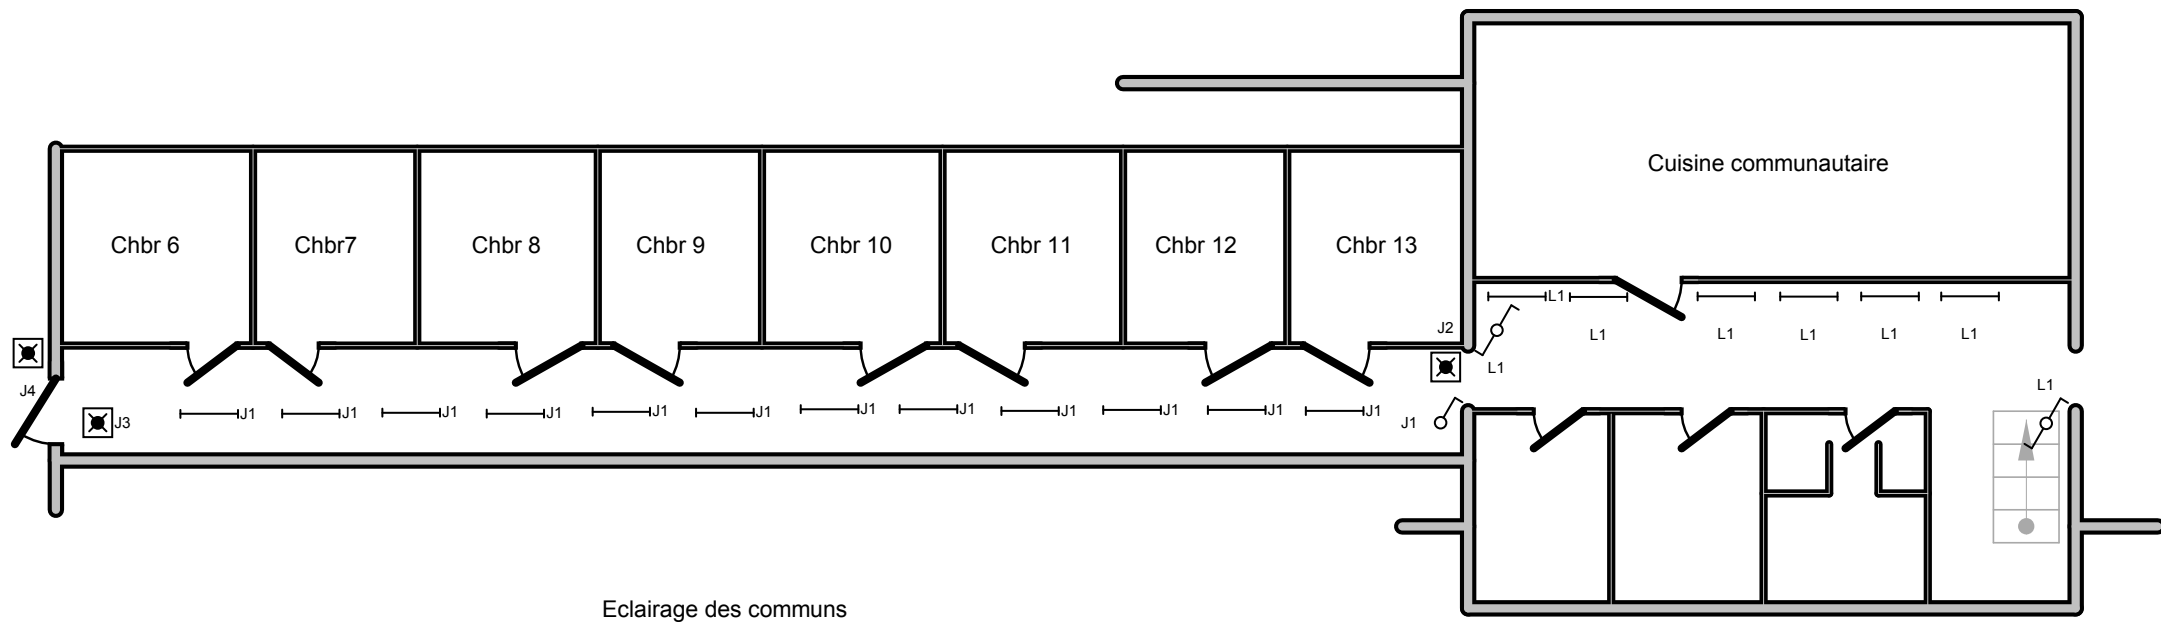 Cuisine communautaire
Chbr 6
Chbr7
Chbr 8
Chbr 9
Chbr 10
Chbr 11
Chbr 12
Chbr 13
L1
J2
L1
L1
L1
L1
L1
L1
J4
L1
J3
J1
J1
J1
J1
J1
J1
J1
J1
J1
J1
J1
J1
J1
Eclairage des communs